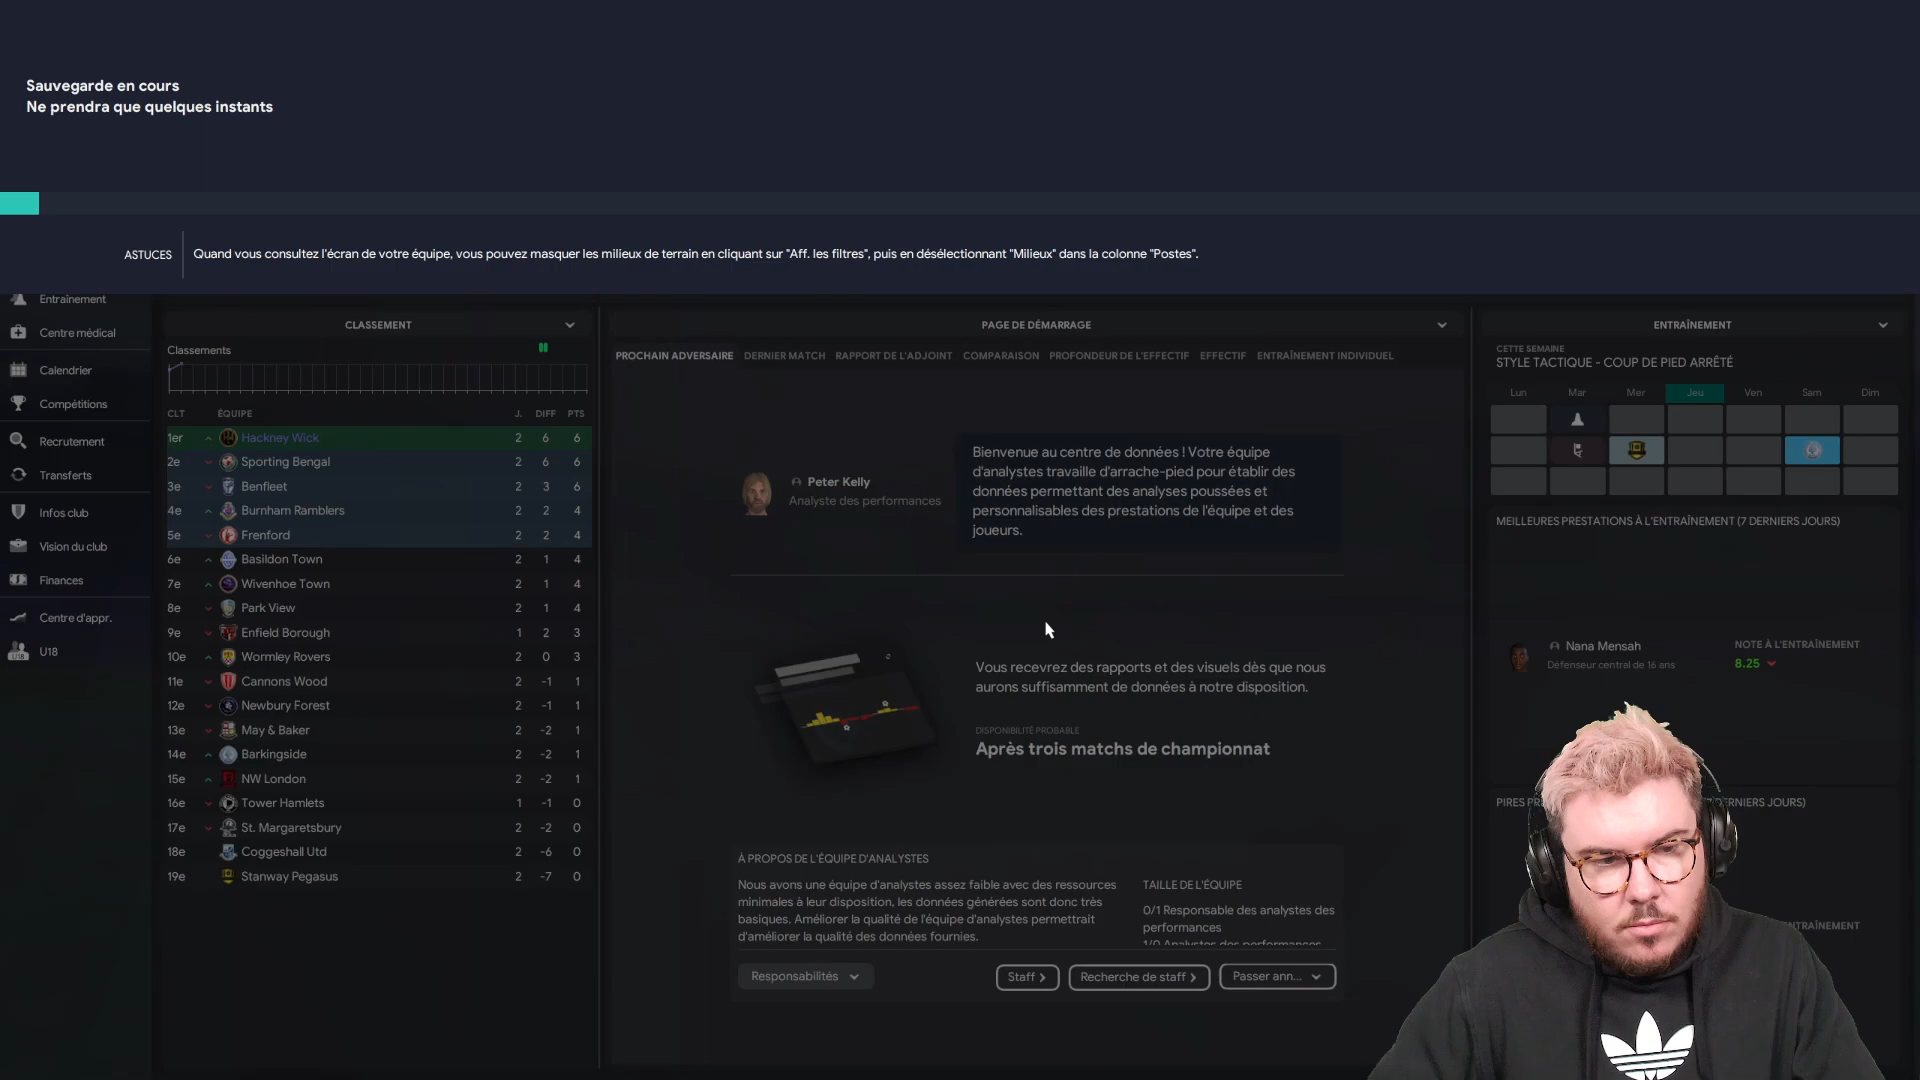 Sauvegarde en cours
Ne prendra que quelques instants
ASTUCES
Quand vous consultez l'écran de votre équipe, vous pouvez masquer les milieux de terrain en cliquant sur "Aff. les filtres", puis en désélectionnant "Milieux" dans la colonne "Postes".
Entraînement
Centre médical
Calendrier
Compétitions
Recrutement
Transferts
Infos club
Vision du club
Finances
Centre d'appr.
U18
CLASSEMENT
Classements
CLT ÉQUIPE J. DIFF PTS
1er Hackney Wick 2 6 6
2e Sporting Bengal 2 6 6
3e Benfleet 2 3 6
4e Burnham Ramblers 2 2 4
5e Frenford 2 2 4
6e Basildon Town 2 1 4
7e Wivenhoe Town 2 1 4
8e Park View 2 1 4
9e Enfield Borough 1 2 3
10e Wormley Rovers 2 0 3
11e Cannons Wood 2 -1 1
12e Newbury Forest 2 -1 1
13e May & Baker 2 -2 1
14e Barkingside 2 -2 1
15e NW London 2 -2 1
16e Tower Hamlets 1 -1 0
17e St. Margaretsbury 2 -2 0
18e Coggeshall Utd 2 -6 0
19e Stanway Pegasus 2 -7 0
PAGE DE DÉMARRAGE
PROCHAIN ADVERSAIRE DERNIER MATCH RAPPORT DE L'ADJOINT COMPARAISON PROFONDEUR DE L'EFFECTIF EFFECTIF ENTRAÎNEMENT INDIVIDUEL
Peter Kelly
Analyste des performances
Bienvenue au centre de données ! Votre équipe
d'analystes travaille d'arrache-pied pour établir des
données permettant des analyses poussées et
personnalisables des prestations de l'équipe et des
joueurs.
Vous recevrez des rapports et des visuels dès que nous
aurons suffisamment de données à notre disposition.
DISPONIBILITÉ PROBABLE
Après trois matchs de championnat
À PROPOS DE L'ÉQUIPE D'ANALYSTES
Nous avons une équipe d'analystes assez faible avec des ressources
minimales à leur disposition, les données générées sont donc très
basiques. Améliorer la qualité de l'équipe d'analystes permettrait
d'améliorer la qualité des données fournies.
TAILLE DE L'ÉQUIPE
0/1 Responsable des analystes des
performances
1/0 Analystes des performances
Responsabilités
Staff
Recherche de staff
Passer ann...
ENTRAÎNEMENT
CETTE SEMAINE
STYLE TACTIQUE - COUP DE PIED ARRÊTÉ
Lun Mar Mer Jeu Ven Sam Dim
MEILLEURES PRESTATIONS À L'ENTRAÎNEMENT (7 DERNIERS JOURS)
Nana Mensah
Défenseur central de 16 ans
NOTE À L'ENTRAÎNEMENT
8.25